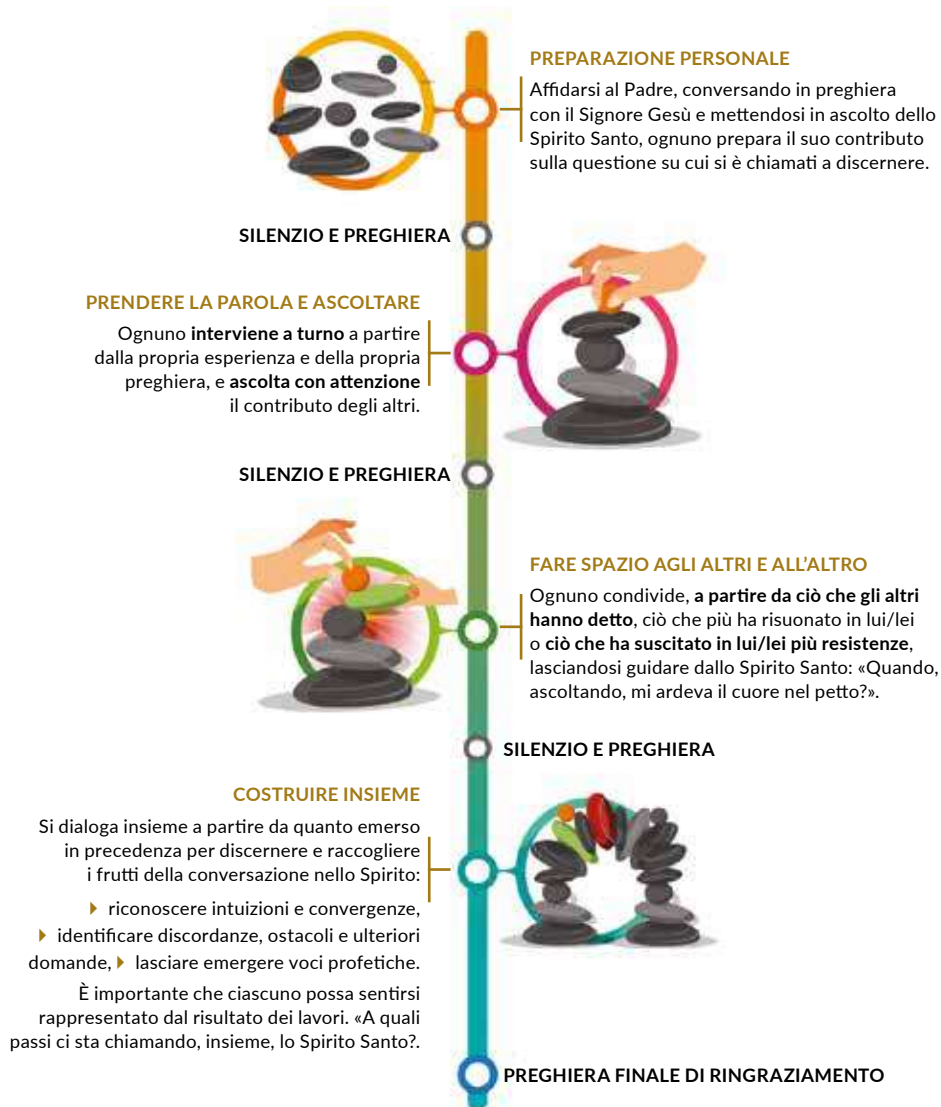 PREPARAZIONE PERSONALE
Affidarsi al Padre, conversando in preghiera
con il Signore Gesù e mettendosi in ascolto dello
Spirito Santo, ognuno prepara il suo contributo
sulla questione su cui si è chiamati a discernere.
SILENZIO E PREGHIERA
PRENDERE LA PAROLA E ASCOLTARE
Ognuno interviene a turno a partire
dalla propria esperienza e della propria
preghiera, e ascolta con attenzione
il contributo degli altri.
SILENZIO E PREGHIERA
FARE SPAZIO AGLI ALTRI E ALL'ALTRO
Ognuno condivide, a partire da ciò che gli altri
hanno detto, ciò che più ha risuonato in lui/lei
o ciò che ha suscitato in lui/lei più resistenze,
lasciandosi guidare dallo Spirito Santo: «Quando,
ascoltando, mi ardeva il cuore nel petto?».
SILENZIO E PREGHIERA
COSTRUIRE INSIEME
Si dialoga insieme a partire da quanto emerso
in precedenza per discernere e raccogliere
i frutti della conversazione nello Spirito:
riconoscere intuizioni e convergenze,
identificare discordanze, ostacoli e ulteriori
domande, lasciare emergere voci profetiche.
È importante che ciascuno possa sentirsi
rappresentato dal risultato dei lavori. «A quali
passi ci sta chiamando, insieme, lo Spirito Santo?.
PREGHIERA FINALE DI RINGRAZIAMENTO